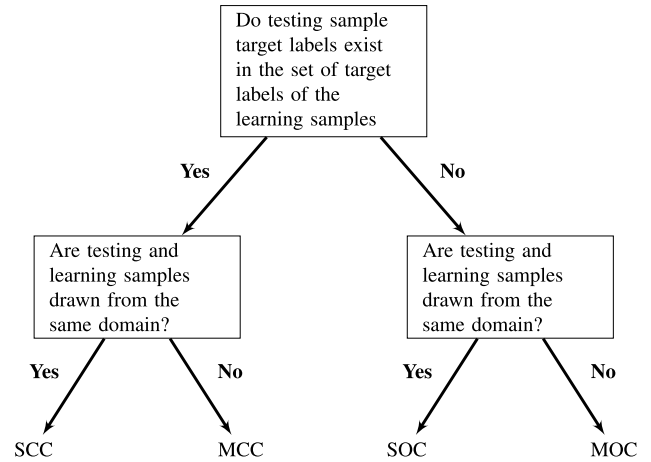 Do testing sample
target labels exist
in the set of target
labels of the
learning samples
Yes
No
Are testing and
learning samples
drawn from the
same domain?
Are testing and
learning samples
drawn from the
same domain?
Yes
No
Yes
No
SCC
MCC
SOC
MOC